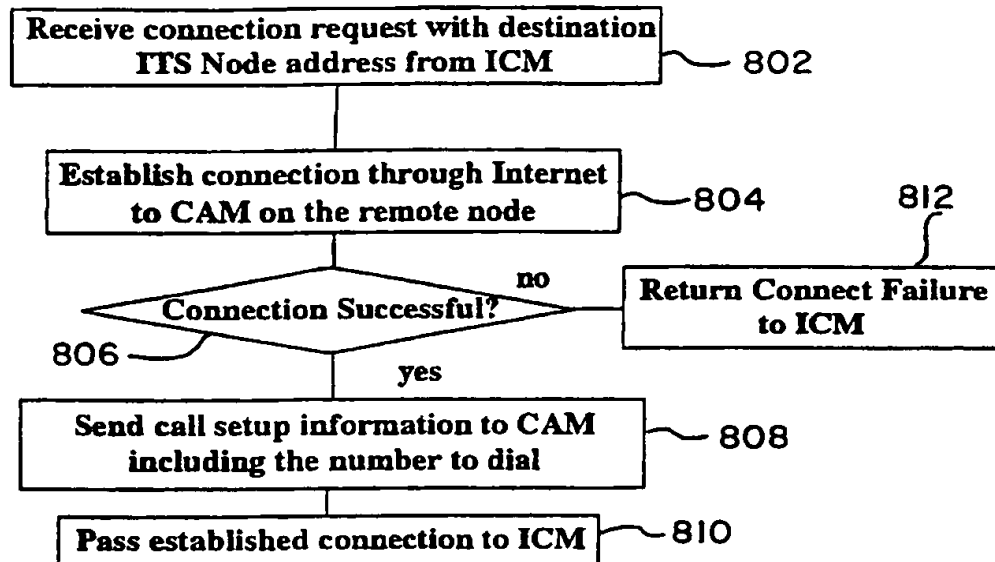 Receive connection request with destination
ITS Node address from ICM
802
Establish connection through Internet
to CAM on the remote node
804
812
no
Connection Successful?
Return Connect Failure
to ICM
806
yes
Send call setup information to CAM
including the number to dial
808
Pass established connection to ICM
810